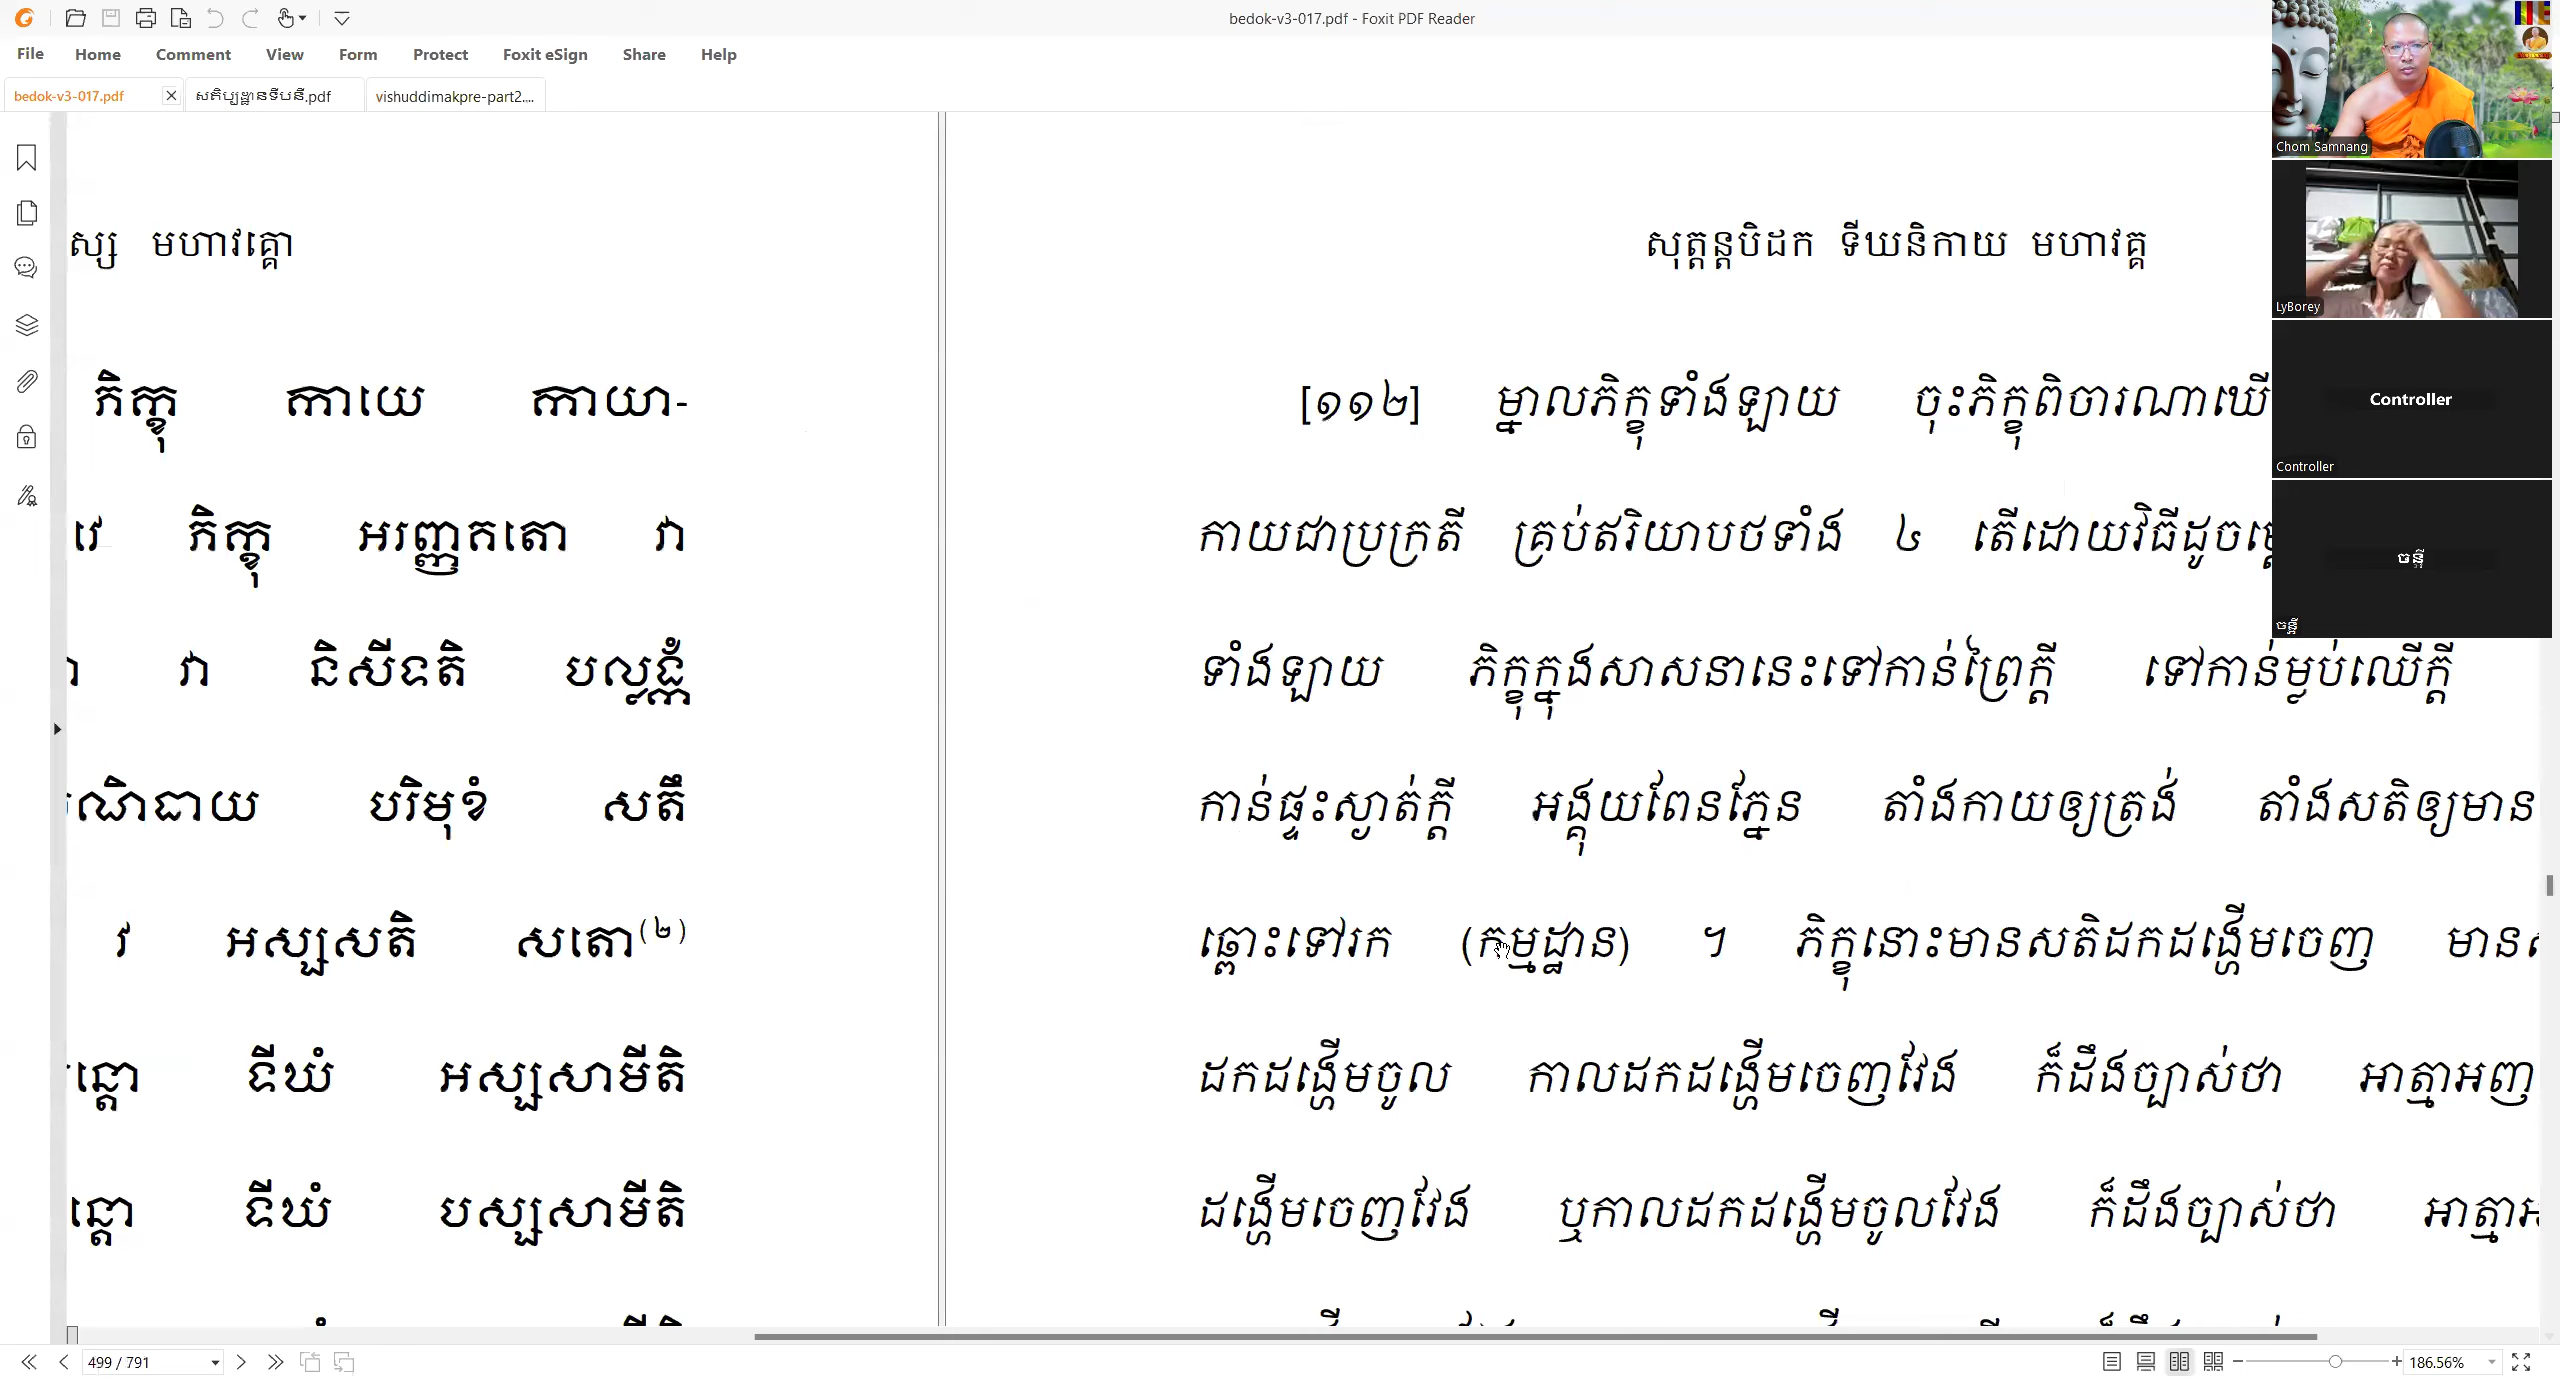 bedok-v3-017.pdf - Foxit PDF Reader
File Home Comment View Form Protect Foxit eSign Share Help
bedok-v3-017.pdf សតិប្បដ្ឋានទីបនី.pdf vishuddimakpre-part2....
ស្ស មហាវគ្គោ
ភិក្ខុ កាយេ កាយា-
វេ ភិក្ខុ អរញ្ញគតោ វា
វា និសីទតិ បល្លង្កំ
ណិធាយ បរិមុខំ សតឹ
វ អស្សសតិ សតោ(២)
ន្តោ ទីឃំ អស្សសាមីតិ
ន្តោ ទីឃំ បស្សសាមីតិ
សុត្តន្តបិដក ទីឃនិកាយ មហាវគ្គ
[១១២] ម្នាលភិក្ខុទាំងឡាយ ចុះភិក្ខុពិចារណាឃើ
កាយជាប្រក្រតី គ្រប់ឥរិយាបថទាំង ៤ តើដោយវិធីដូចម្តេ
ទាំងឡាយ ភិក្ខុក្នុងសាសនានេះទៅកាន់ព្រៃក្តី ទៅកាន់ម្លប់ឈើក្តី
កាន់ផ្ទះស្ងាត់ក្តី អង្គុយពែនភ្នែន តាំងកាយឲ្យត្រង់ តាំងសតិឲ្យមាន
ឆ្ពោះទៅរក (កម្មដ្ឋាន) ។ ភិក្ខុនោះមានសតិដកដង្ហើមចេញ មានស
ដកដង្ហើមចូល កាលដកដង្ហើមចេញវែង ក៏ដឹងច្បាស់ថា អាត្មាអញ
ដង្ហើមចេញវែង ឬកាលដកដង្ហើមចូលវែង ក៏ដឹងច្បាស់ថា អាត្មាអ
Chom Samnang
LyBorey
Controller
Controller
499 / 791
186.56%